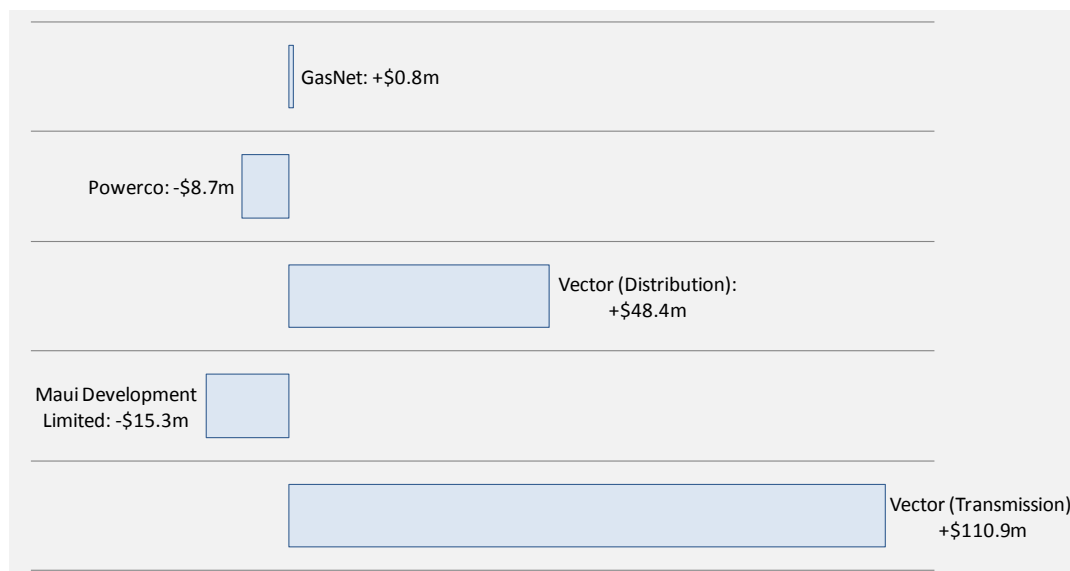 GasNet: +$0.8m
Powerco: -$8.7m
Vector (Distribution):
+$48.4m
Maui Development
Limited: -$15.3m
Vector (Transmission)
+$110.9m